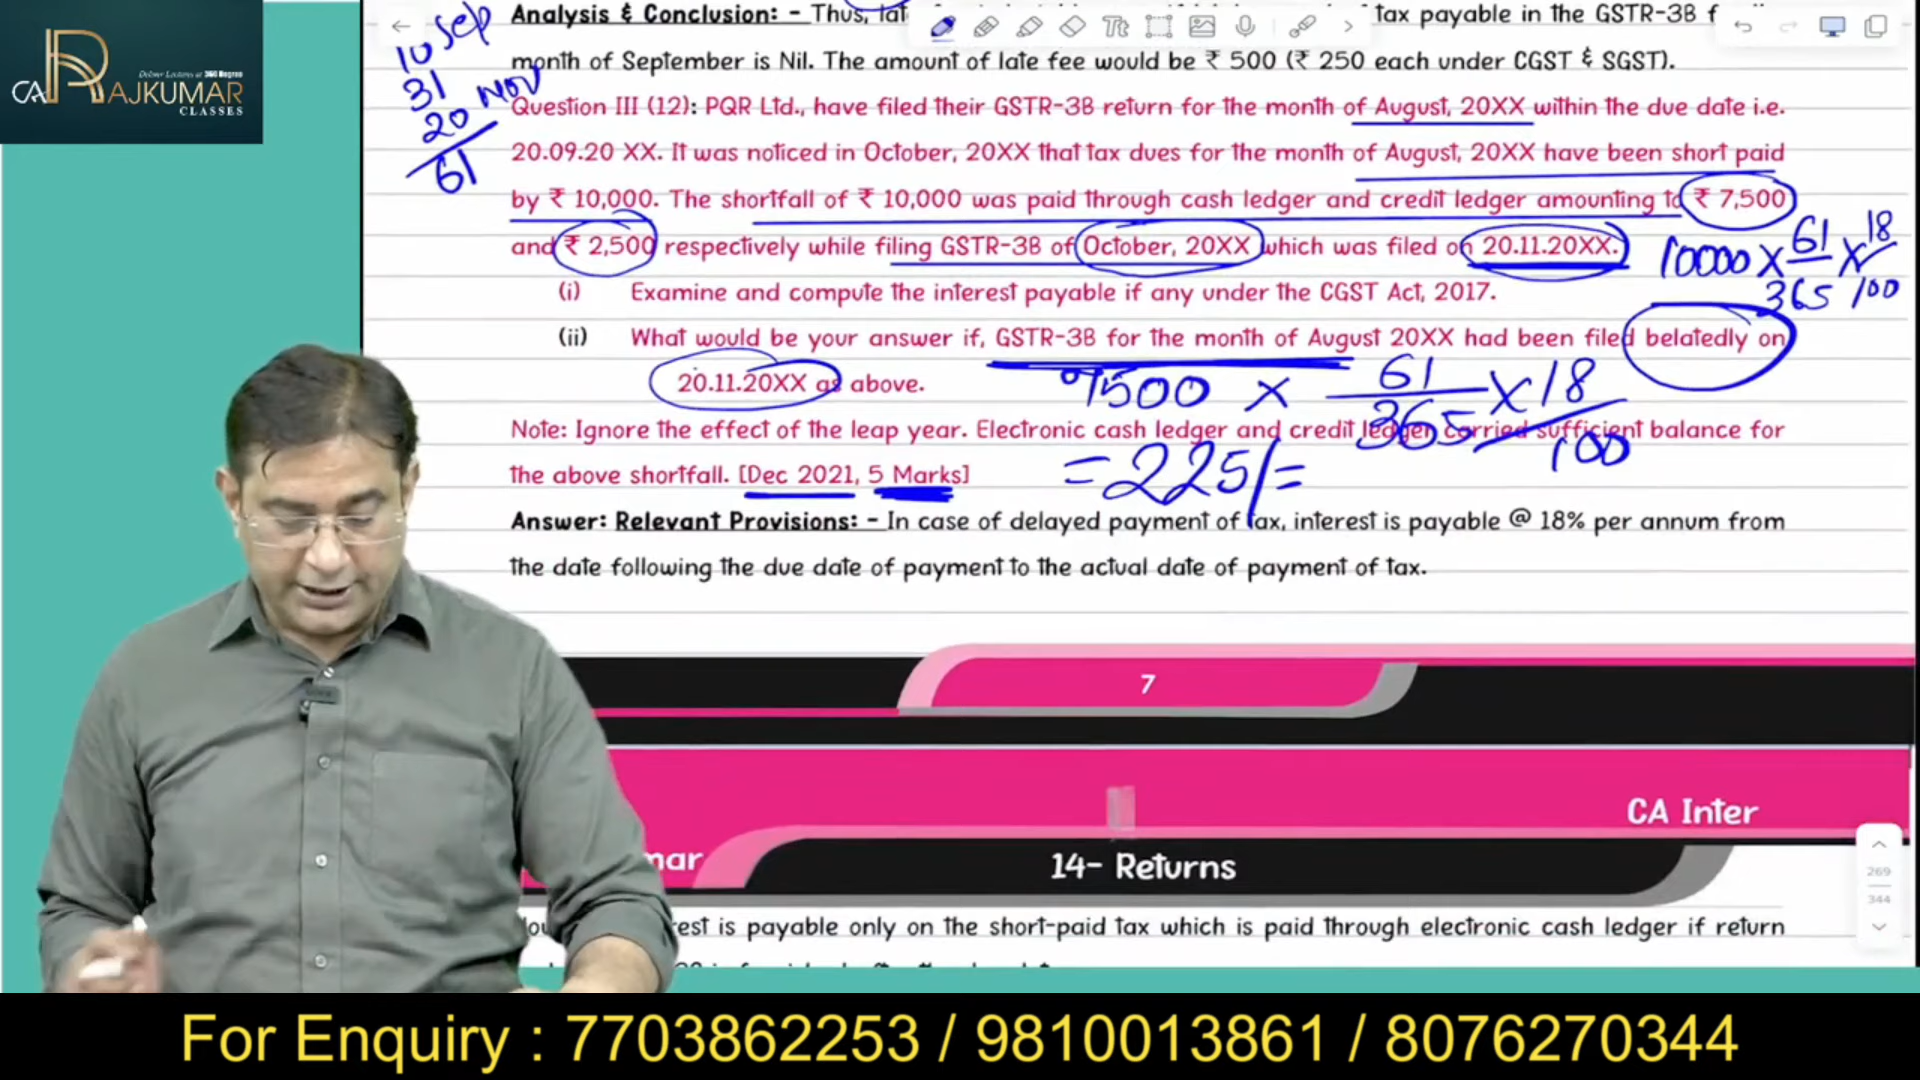 Deliver Lectures at 360 Degree
CA RAJKUMAR
CLASSES
10 Sep
31
20 Nov
61
Analysis & Conclusion: - Thus, lat
Tax payable in the GSTR-3B f
month of September is Nil. The amount of late fee would be ₹ 500 (₹ 250 each under CGST & SGST).
Question III (12): PQR Ltd., have filed their GSTR-3B return for the month of August, 20XX within the due date i.e.
20.09.20 XX. It was noticed in October, 20XX that tax dues for the month of August, 20XX have been short paid
by ₹ 10,000. The shortfall of ₹ 10,000 was paid through cash ledger and credit ledger amounting to ₹ 7,500
and ₹ 2,500 respectively while filing GSTR-3B of October, 20XX which was filed on 20.11.20XX.
10000 × 61/365 × 18/100
(i) Examine and compute the interest payable if any under the CGST Act, 2017.
(ii) What would be your answer if, GSTR-3B for the month of August 20XX had been filed belatedly on
20.11.20XX as above.
7500 × 61/365 × 18/100
Note: Ignore the effect of the leap year. Electronic cash ledger and credit ledger carried sufficient balance for
the above shortfall. [Dec 2021, 5 Marks]
= 225/=
Answer: Relevant Provisions: - In case of delayed payment of tax, interest is payable @ 18% per annum from
the date following the due date of payment to the actual date of payment of tax.
7
CA Inter
mar
14- Returns
269
344
rest is payable only on the short-paid tax which is paid through electronic cash ledger if return
For Enquiry : 7703862253 / 9810013861 / 8076270344